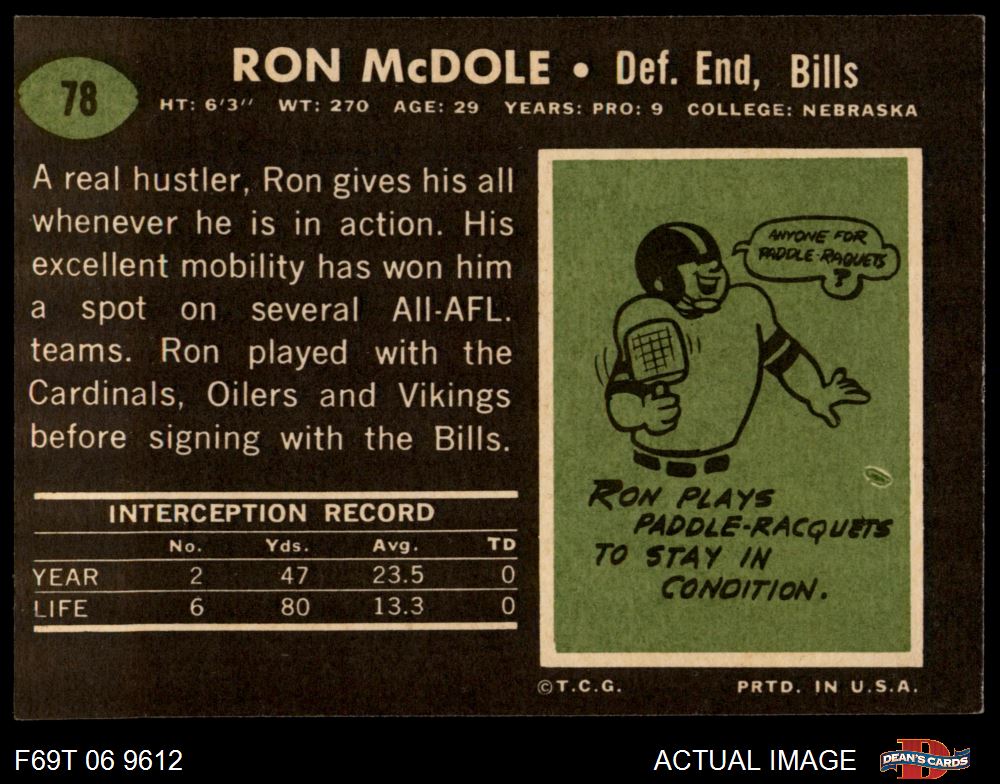 78
RON McDOLE • Def. End, Bills
HT: 6'3" WT: 270 AGE: 29 YEARS: PRO: 9 COLLEGE: NEBRASKA
A real hustler, Ron gives his all
whenever he is in action. His
excellent mobility has won him
a spot on several All-AFL.
teams. Ron played with the
Cardinals, Oilers and Vikings
before signing with the Bills.
INTERCEPTION RECORD
No. Yds. Avg. TD
YEAR 2 47 23.5 0
LIFE 6 80 13.3 0
ANYONE FOR
PADDLE-RAQUETS
?
RON PLAYS
PADDLE-RACQUETS
TO STAY IN
CONDITION.
©T.C.G. PRTD. IN U.S.A.
F69T 06 9612 ACTUAL IMAGE
DEAN'S CARDS